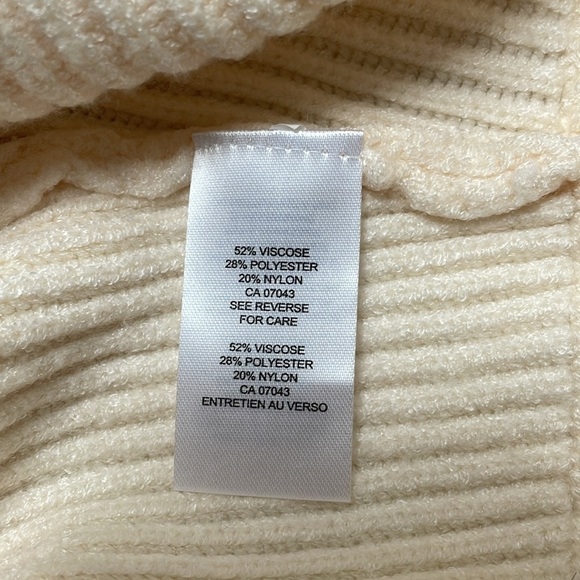 52% VISCOSE
28% POLYESTER
20% NYLON
CA 07043
SEE REVERSE
FOR CARE
52% VISCOSE
28% POLYESTER
20% NYLON
CA 07043
ENTRETIEN AU VERSO